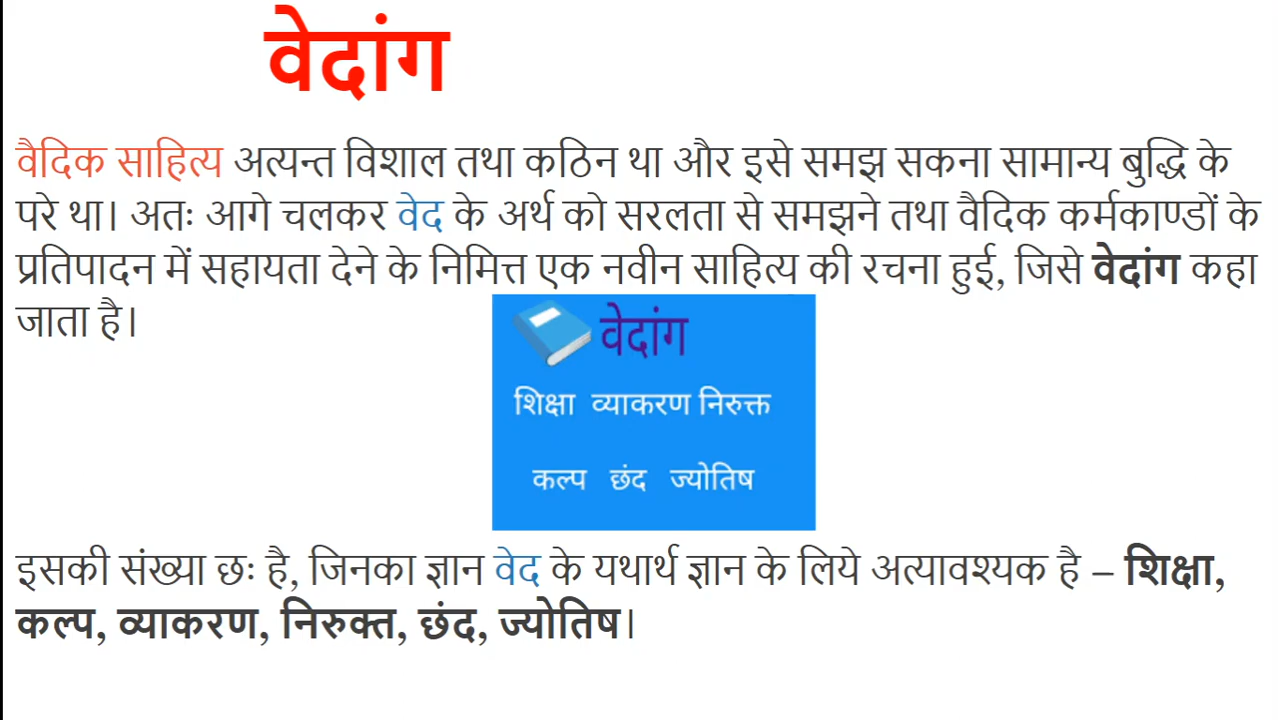 वेदांग
वैदिक साहित्य अत्यन्त विशाल तथा कठिन था और इसे समझ सकना सामान्य बुद्धि के
परे था। अतः आगे चलकर वेद के अर्थ को सरलता से समझने तथा वैदिक कर्मकाण्डों के
प्रतिपादन में सहायता देने के निमित्त एक नवीन साहित्य की रचना हुई, जिसे वेदांग कहा
जाता है।
वेदांग
शिक्षा व्याकरण निरुक्त
कल्प छंद ज्योतिष
इसकी संख्या छः है, जिनका ज्ञान वेद के यथार्थ ज्ञान के लिये अत्यावश्यक है – शिक्षा,
कल्प, व्याकरण, निरुक्त, छंद, ज्योतिष।